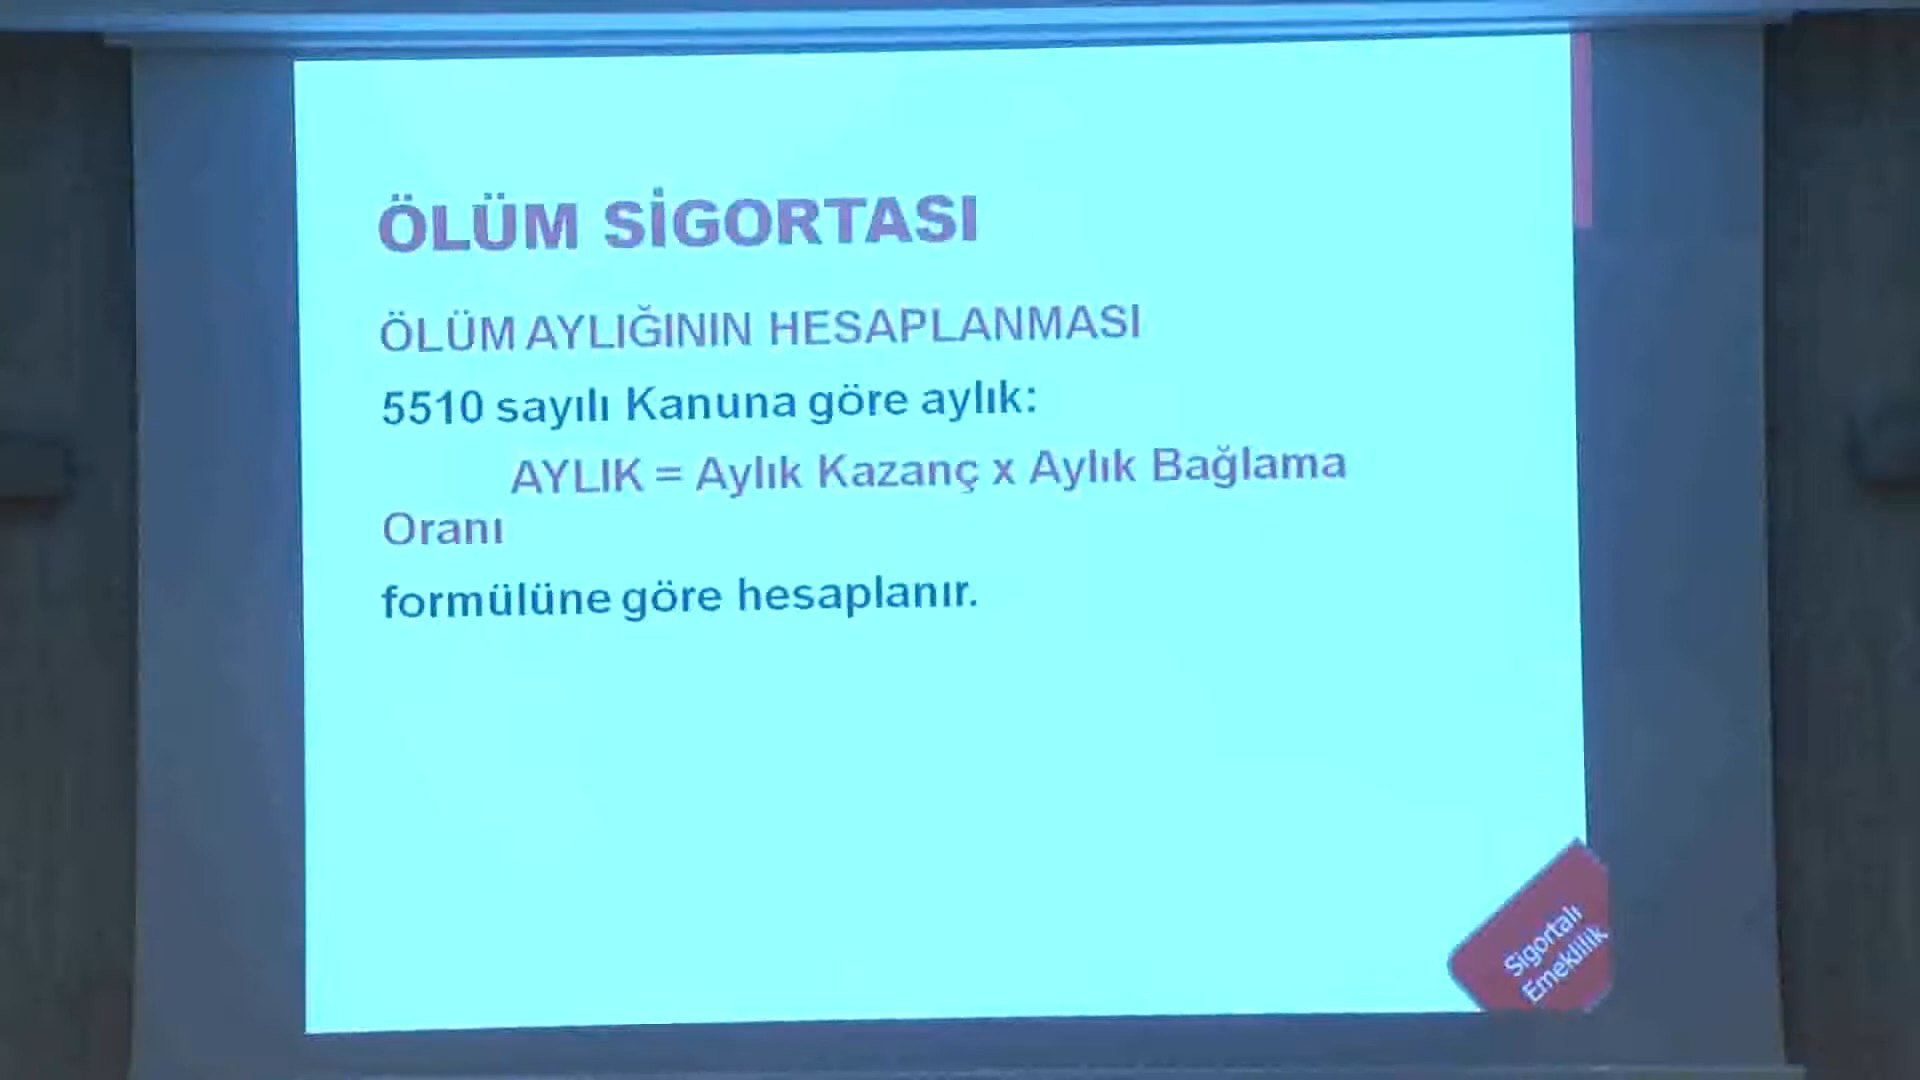 ÖLÜM SİGORTASI
ÖLÜM AYLIĞININ HESAPLANMASI
5510 sayılı Kanuna göre aylık:
AYLIK = Aylık Kazanç x Aylık Bağlama
Oranı
formülüne göre hesaplanır.
Sigortalı
Emeklilik